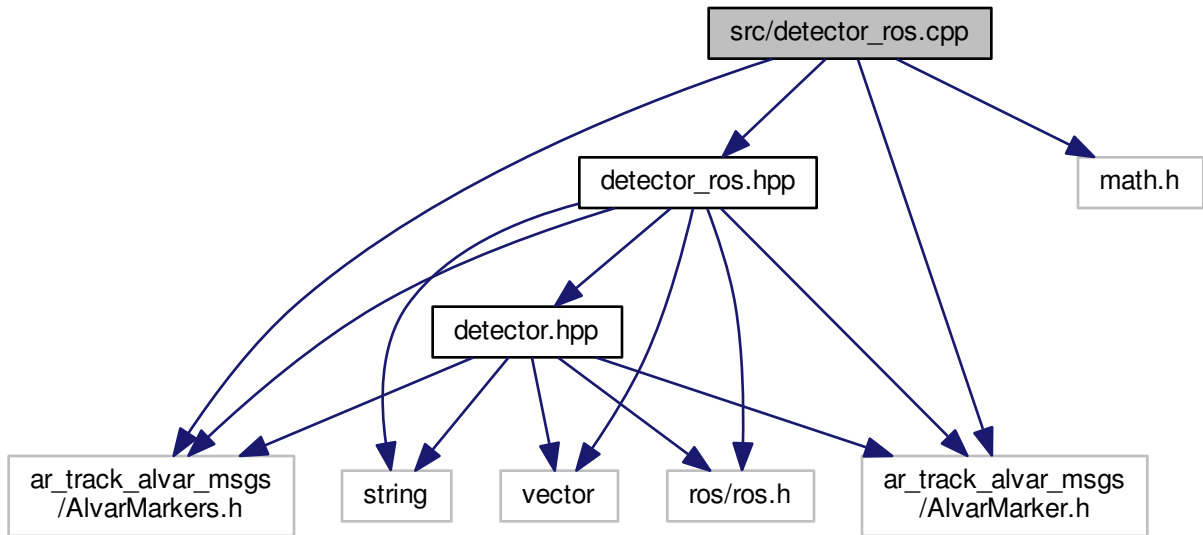 src/detector_ros.cpp
detector_ros.hpp
math.h
detector.hpp
ar_track_alvar_msgs
/AlvarMarkers.h
string
vector
ros/ros.h
ar_track_alvar_msgs
/AlvarMarker.h